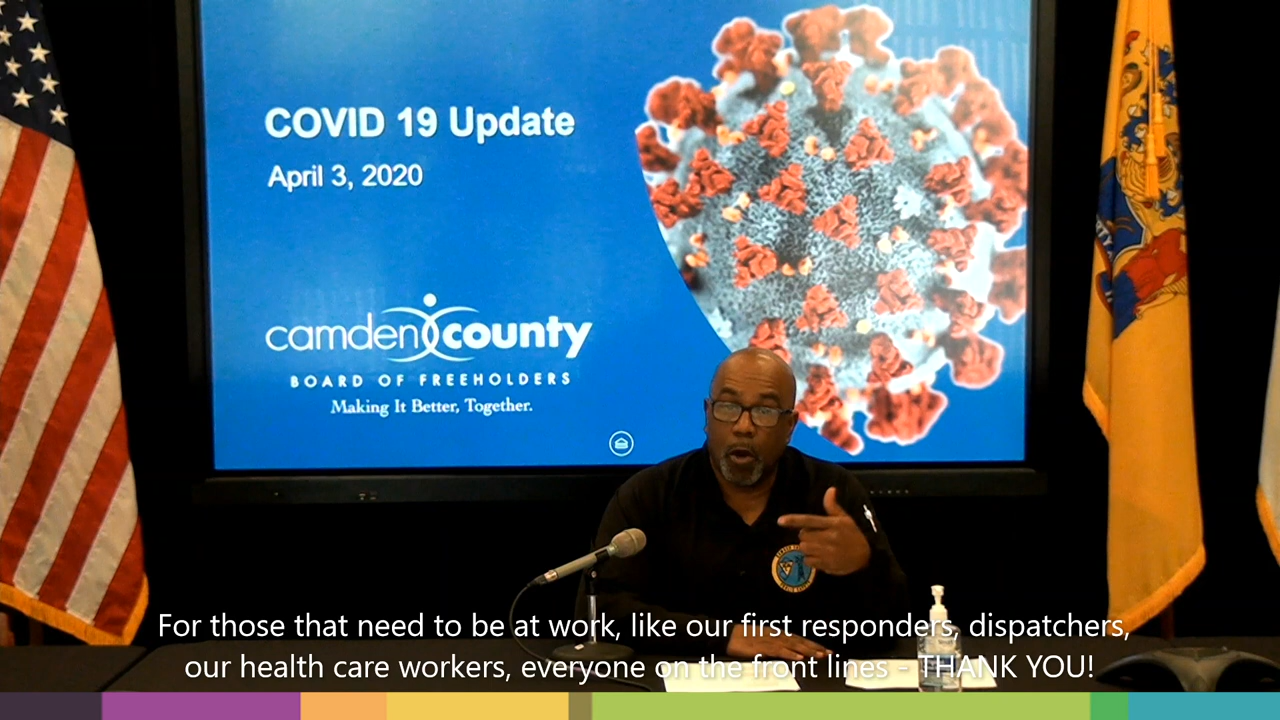 COVID 19 Update
April 3, 2020
camden county
BOARD OF FREEHOLDERS
Making It Better, Together.
For those that need to be at work, like our first responders, dispatchers,
our health care workers, everyone on the front lines - THANK YOU!